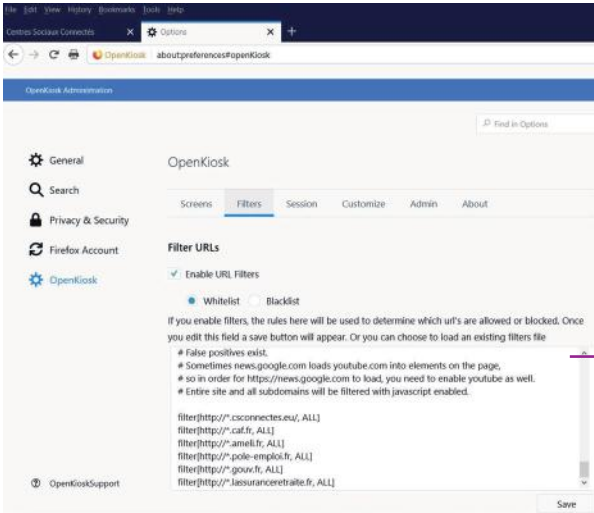 File Edit View History Bookmarks Tools Help
Centres Sociaux Connectés
Options
OpenKiosk about:preferences#openKiosk
OpenKiosk Administration
Find in Options
General
Search
Privacy & Security
Firefox Account
OpenKiosk
OpenKioskSupport
OpenKiosk
Screens Filters Session Customize Admin About
Filter URLs
Enable URL Filters
Whitelist Blacklist
If you enable filters, the rules here will be used to determine which url's are allowed or blocked. Once
you edit this field a save button will appear. Or you can choose to load an existing filters file
# False positives exist.
# Sometimes news.google.com loads youtube.com into elements on the page,
# so in order for https://news.google.com to load, you need to enable youtube as well.
# Entire site and all subdomains will be filtered with javascript enabled.
filter[http://*.csconnectes.eu/, ALL]
filter[http://*.caf.fr, ALL]
filter[http://*.ameli.fr, ALL]
filter[http://*.pole-emploi.fr, ALL]
filter[http://*.gouv.fr, ALL]
filter[http://*.lassuranceretraite.fr, ALL]
Save